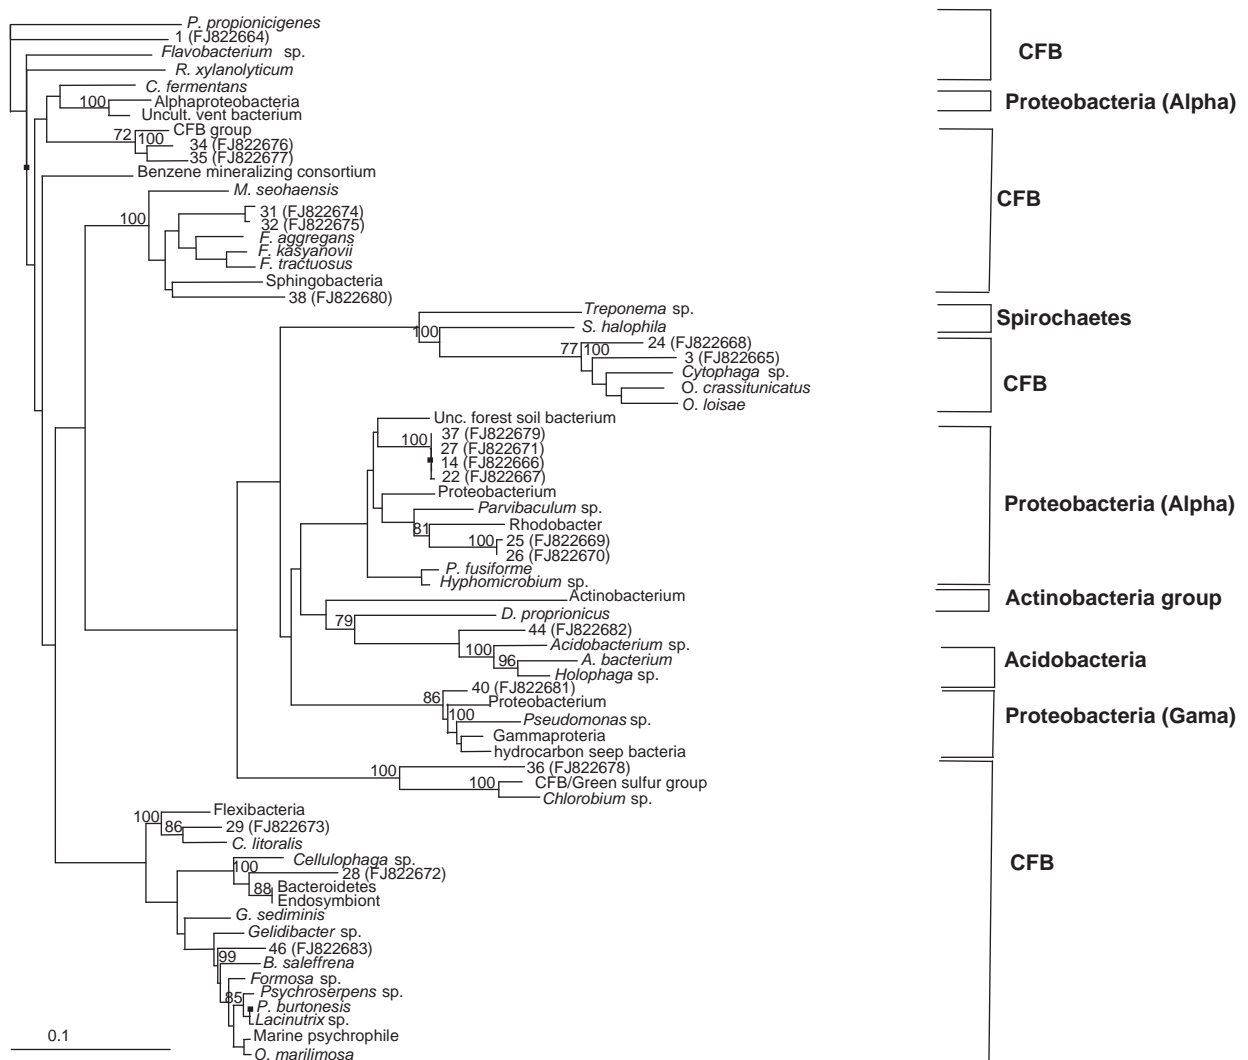 P. propionicigenes
1 (FJ822664)
Flavobacterium sp.
CFB
R. xylanolyticum
C. fermentans
100
Alphaproteobacteria
Proteobacteria (Alpha)
Uncult. vent bacterium
CFB group
72
100
34 (FJ822676)
35 (FJ822677)
Benzene mineralizing consortium
M. seohaensis
CFB
100
31 (FJ822674)
32 (FJ822675)
F. aggregans
F. kasyanovii
F. tractuosus
Sphingobacteria
38 (FJ822680)
Treponema sp.
Spirochaetes
S. halophila
100
24 (FJ822668)
77
100
3 (FJ822665)
Cytophaga sp.
CFB
O. crassitunicatus
O. loisae
Unc. forest soil bacterium
37 (FJ822679)
100
27 (FJ822671)
14 (FJ822666)
22 (FJ822667)
Proteobacterium
Proteobacteria (Alpha)
Parvibaculum sp.
Rhodobacter
81
25 (FJ822669)
100
26 (FJ822670)
P. fusiforme
Hyphomicrobium sp.
Actinobacterium
Actinobacteria group
D. proprionicus
79
44 (FJ822682)
Acidobacterium sp.
100
A. bacterium
96
Acidobacteria
Holophaga sp.
40 (FJ822681)
86
Proteobacterium
100
Pseudomonas sp.
Proteobacteria (Gama)
Gammaproteria
hydrocarbon seep bacteria
36 (FJ822678)
100
CFB/Green sulfur group
100
Chlorobium sp.
Flexibacteria
100
29 (FJ822673)
86
C. litoralis
Cellulophaga sp.
CFB
100
28 (FJ822672)
88
Bacteroidetes
Endosymbiont
G. sediminis
Gelidibacter sp.
46 (FJ822683)
99
B. saleffrena
Formosa sp.
Psychroserpens sp.
85
P. burtonesis
Lacinutrix sp.
Marine psychrophile
O. marilimosa
0.1